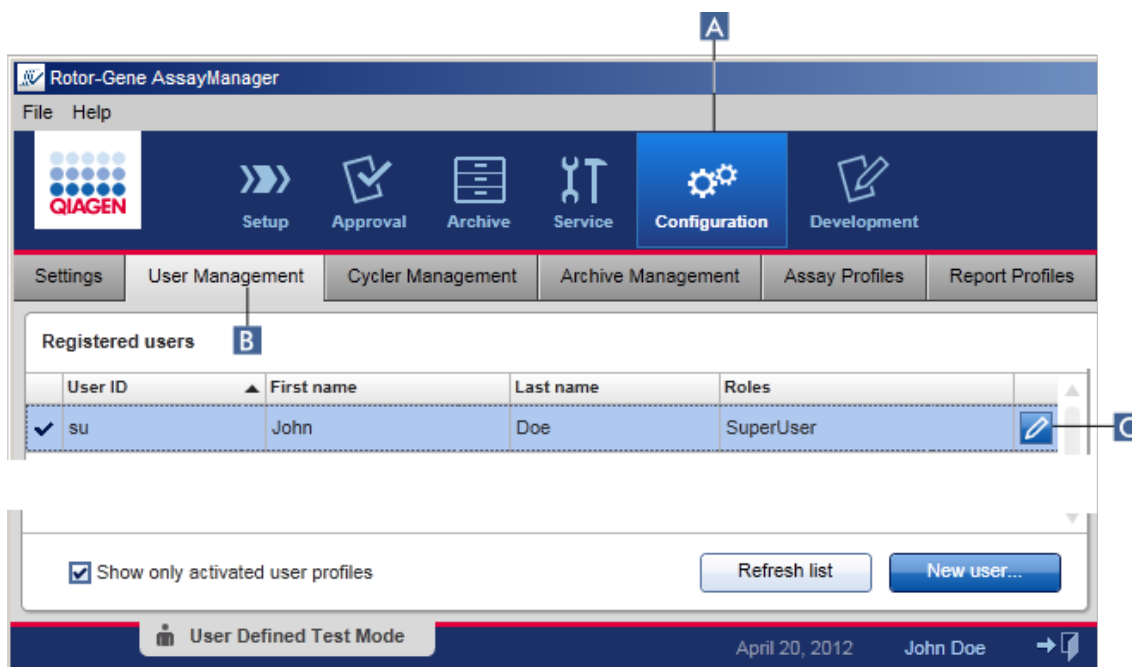 A
Rotor-Gene AssayManager
File Help
QIAGEN
Setup Approval Archive Service Configuration Development
Settings User Management Cycler Management Archive Management Assay Profiles Report Profiles
B
Registered users
User ID First name Last name Roles
su John Doe SuperUser
C
Show only activated user profiles Refresh list New user...
User Defined Test Mode April 20, 2012 John Doe